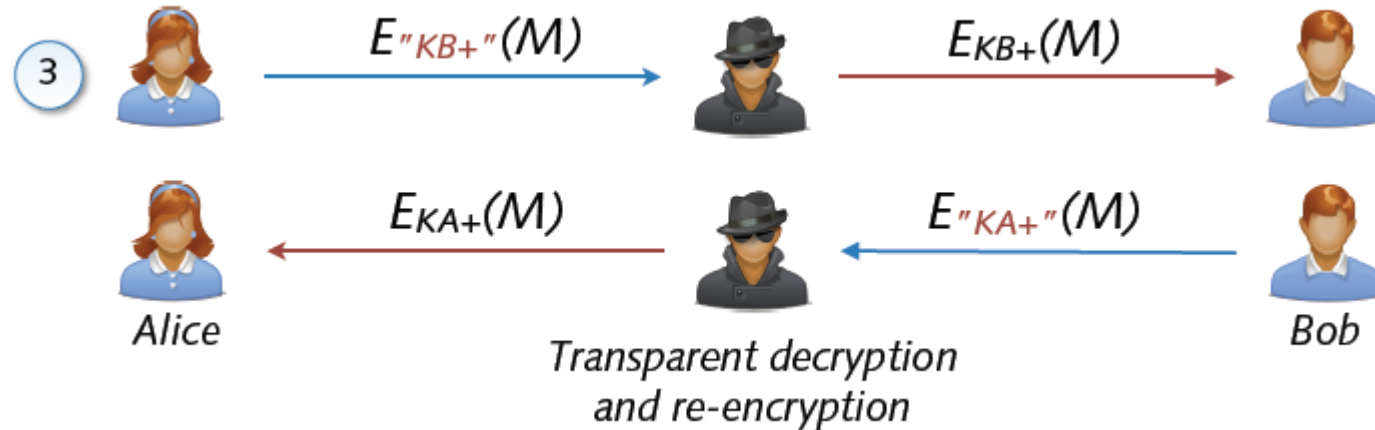 3
E"KB+"(M)
EKB+(M)
EKA+(M)
E"KA+"(M)
Alice
Bob
Transparent decryption
and re-encryption